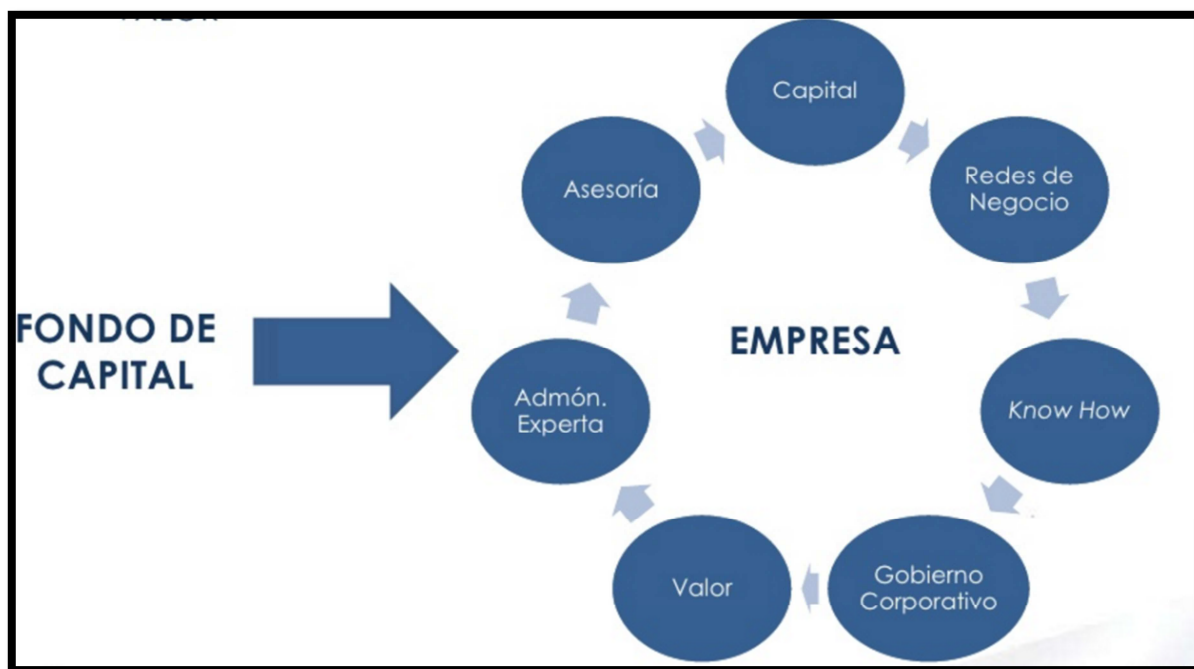 Capital
Asesoría
Redes de
Negocio
FONDO DE
CAPITAL
EMPRESA
Admón.
Experta
Know How
Valor
Gobierno
Corporativo